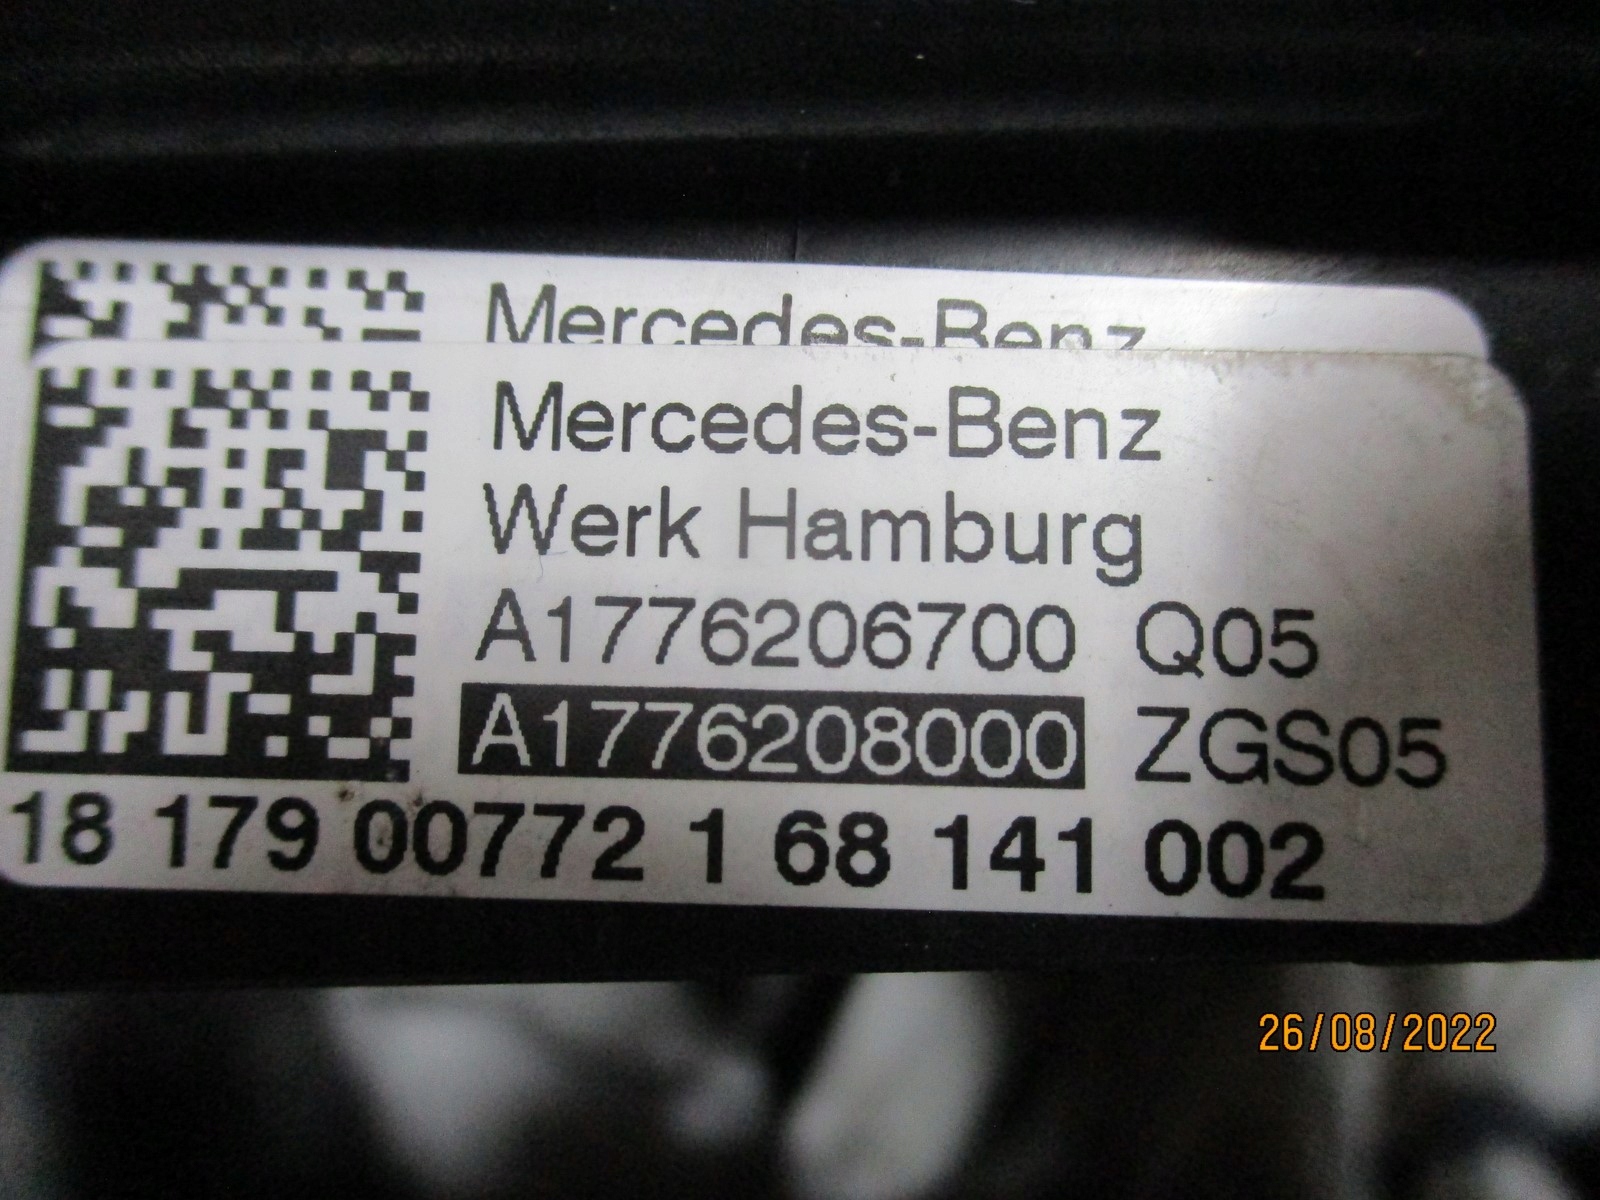 Mercedes-Benz
Mercedes-Benz
Werk Hamburg
A1776206700 Q05
A1776208000 ZGS05
18 179 00772 1 68 141 002
26/08/2022